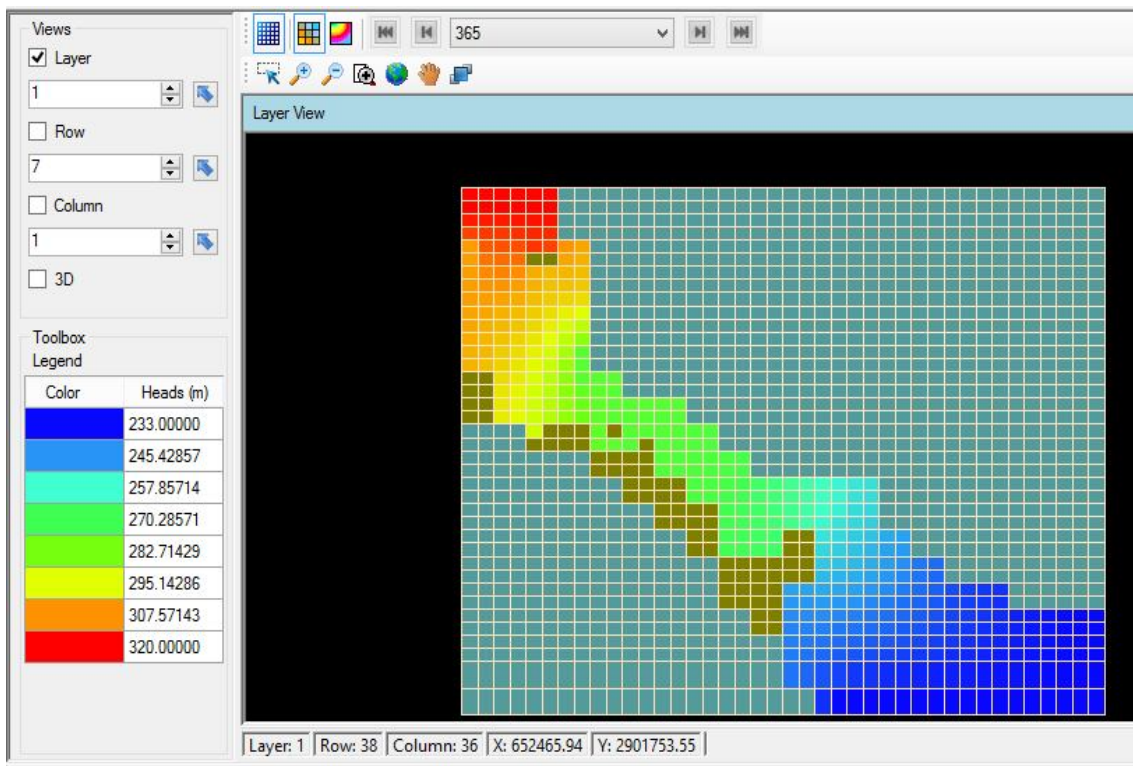 Views
Layer
1
Row
7
Column
1
3D
Toolbox
Legend
Color Heads (m)
233.00000
245.42857
257.85714
270.28571
282.71429
295.14286
307.57143
320.00000
365
Layer View
Layer: 1 Row: 38 Column: 36 X: 652465.94 Y: 2901753.55